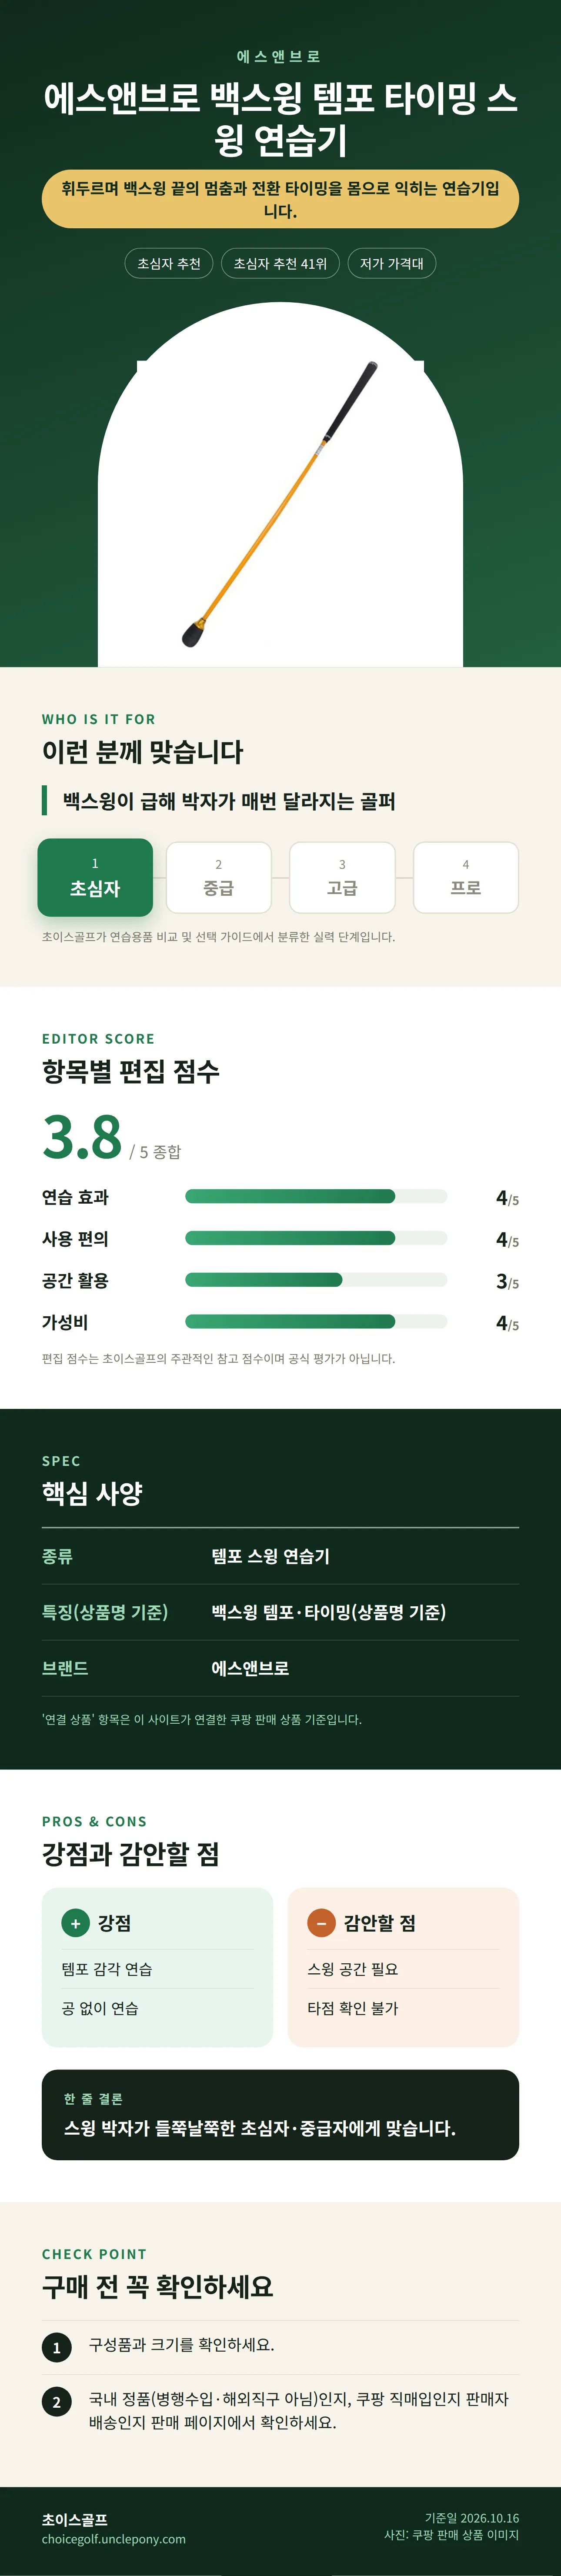 에스앤브로
에스앤브로 백스윙 템포 타이밍 스
윙 연습기
휘두르며 백스윙 끝의 멈춤과 전환 타이밍을 몸으로 익히는 연습기입
니다.
초심자 추천
초심자 추천 41위
저가 가격대
WHO IS IT FOR
이런 분께 맞습니다
백스윙이 급해 박자가 매번 달라지는 골퍼
1
초심자
2
중급
3
고급
4
프로
초이스골프가 연습용품 비교 및 선택 가이드에서 분류한 실력 단계입니다.
EDITOR SCORE
항목별 편집 점수
3.8 / 5 종합
연습 효과 4/5
사용 편의 4/5
공간 활용 3/5
가성비 4/5
편집 점수는 초이스골프의 주관적인 참고 점수이며 공식 평가가 아닙니다.
SPEC
핵심 사양
종류 템포 스윙 연습기
특징(상품명 기준) 백스윙 템포·타이밍(상품명 기준)
브랜드 에스앤브로
'연결 상품' 항목은 이 사이트가 연결한 쿠팡 판매 상품 기준입니다.
PROS & CONS
강점과 감안할 점
+ 강점
템포 감각 연습
공 없이 연습
− 감안할 점
스윙 공간 필요
타점 확인 불가
한 줄 결론
스윙 박자가 들쭉날쭉한 초심자·중급자에게 맞습니다.
CHECK POINT
구매 전 꼭 확인하세요
1 구성품과 크기를 확인하세요.
2 국내 정품(병행수입·해외직구 아님)인지, 쿠팡 직매입인지 판매자
배송인지 판매 페이지에서 확인하세요.
초이스골프
choicegolf.unclepony.com
기준일 2026.10.16
사진: 쿠팡 판매 상품 이미지